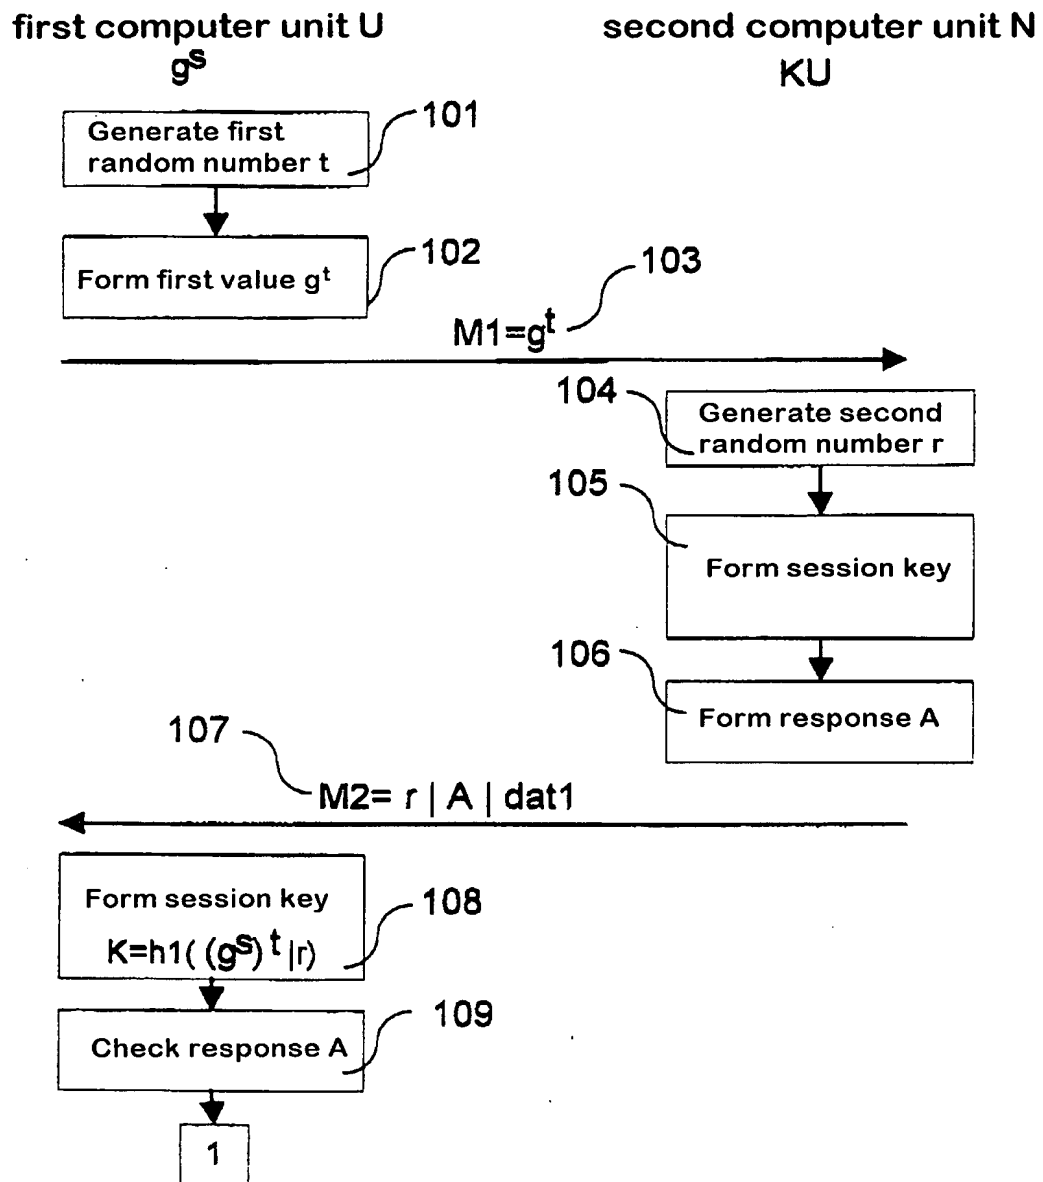 first computer unit U
g^s
second computer unit N
KU
101
Generate first
random number t
102
Form first value g^t
103
M1=g^t
104
Generate second
random number r
105
Form session key
106
Form response A
107
M2= r | A | dat1
Form session key
K=h1( (g^s)^t |r)
108
109
Check response A
1